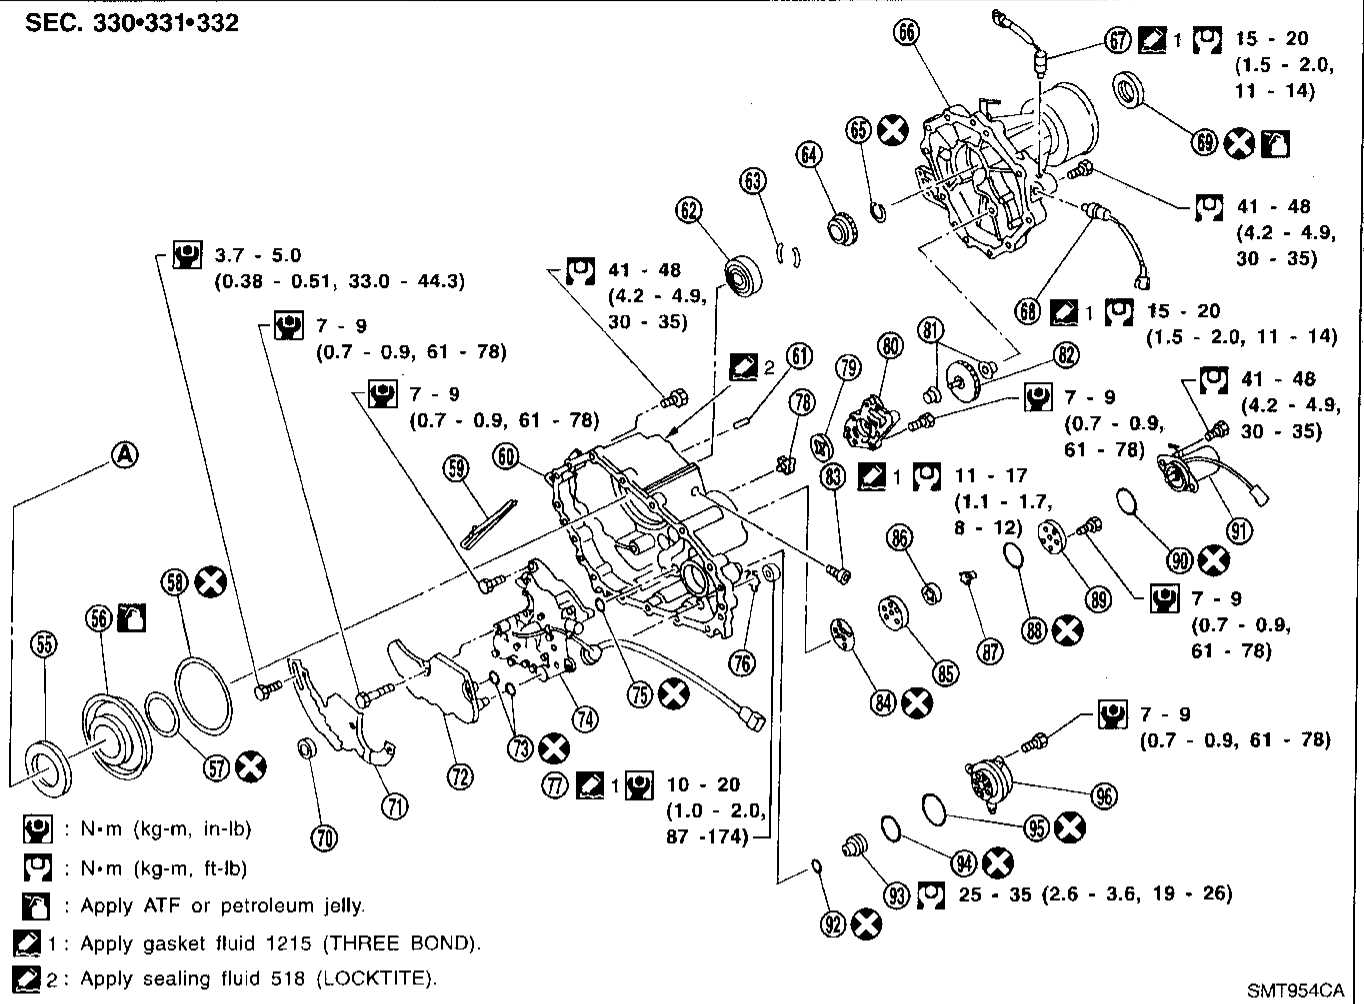 SEC. 330•331•332
66
67 1 15 - 20
(1.5 - 2.0,
11 - 14)
65
69
64
63
62
41 - 48
(4.2 - 4.9,
30 - 35)
3.7 - 5.0
(0.38 - 0.51, 33.0 - 44.3)
41 - 48
(4.2 - 4.9,
30 - 35)
7 - 9
(0.7 - 0.9, 61 - 78)
68 1 15 - 20
(1.5 - 2.0, 11 - 14)
81
80
82
79
61
2
78
7 - 9
(0.7 - 0.9, 61 - 78)
7 - 9
(0.7 - 0.9,
61 - 78)
41 - 48
(4.2 - 4.9,
30 - 35)
A
60
59
83 1 11 - 17
(1.1 - 1.7,
8 - 12)
91
90
86
89
7 - 9
(0.7 - 0.9,
61 - 78)
88
87
85
84
58
56
55
76
75
74
73
72
57
71
70
77 1 10 - 20
(1.0 - 2.0,
87 -174)
7 - 9
(0.7 - 0.9, 61 - 78)
96
95
94
93 25 - 35 (2.6 - 3.6, 19 - 26)
92
: N•m (kg-m, in-lb)
: N•m (kg-m, ft-lb)
: Apply ATF or petroleum jelly.
1 : Apply gasket fluid 1215 (THREE BOND).
2 : Apply sealing fluid 518 (LOCKTITE).
SMT954CA